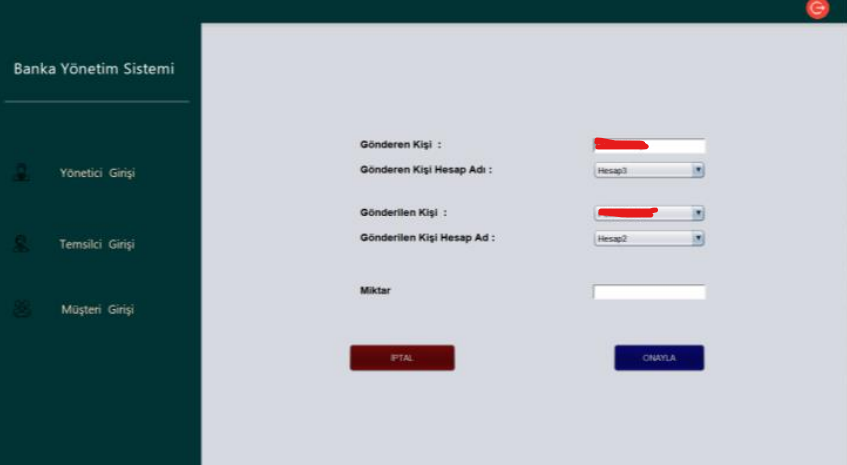 Banka Yönetim Sistemi
Yönetici Girişi
Temsilci Girişi
Müşteri Girişi
Gönderen Kişi :
Gönderen Kişi Hesap Adı : Hesap3
Gönderilen Kişi :
Gönderilen Kişi Hesap Ad : Hesap2
Miktar
İPTAL ONAYLA